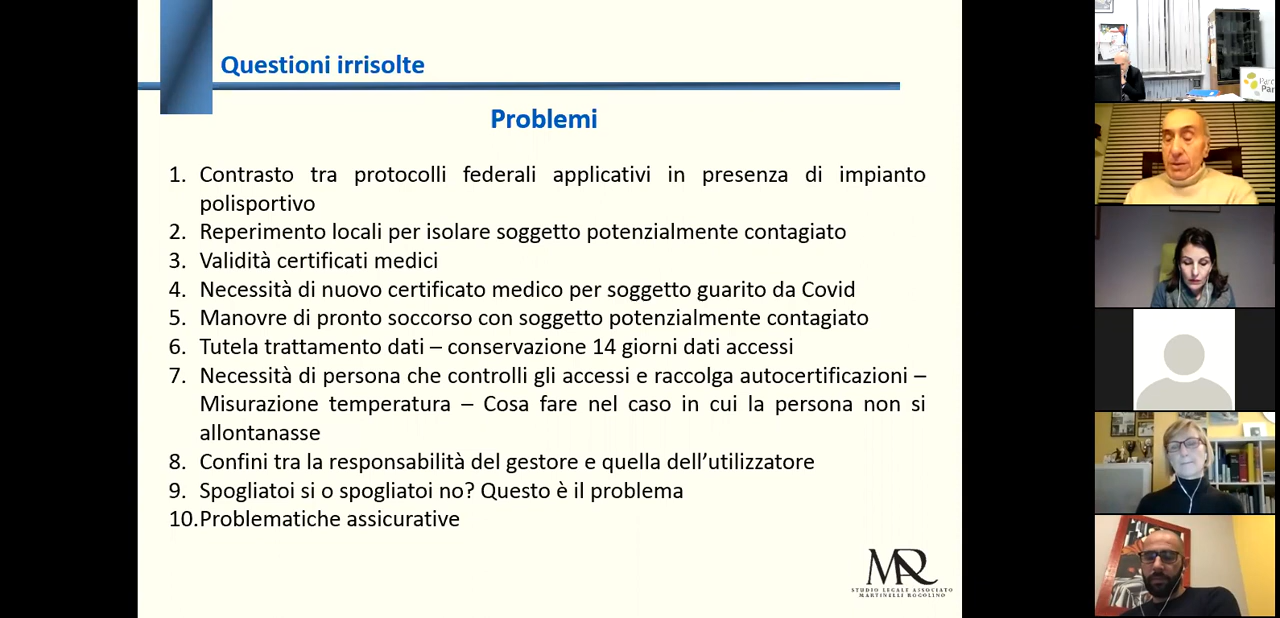 Questioni irrisolte
Problemi
1. Contrasto tra protocolli federali applicativi in presenza di impianto
polisportivo
2. Reperimento locali per isolare soggetto potenzialmente contagiato
3. Validità certificati medici
4. Necessità di nuovo certificato medico per soggetto guarito da Covid
5. Manovre di pronto soccorso con soggetto potenzialmente contagiato
6. Tutela trattamento dati – conservazione 14 giorni dati accessi
7. Necessità di persona che controlli gli accessi e raccolga autocertificazioni –
Misurazione temperatura – Cosa fare nel caso in cui la persona non si
allontanasse
8. Confini tra la responsabilità del gestore e quella dell’utilizzatore
9. Spogliatoi si o spogliatoi no? Questo è il problema
10.Problematiche assicurative
MR
STUDIO LEGALE ASSOCIATO
MARTINELLI ROGOLINO